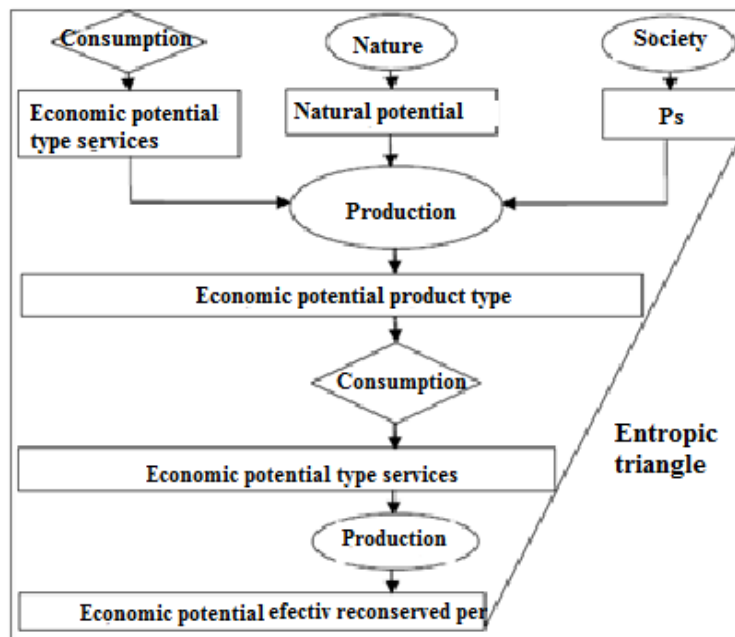 Consumption
Nature
Society
Economic potential
type services
Natural potential
Ps
Production
Economic potential product type
Consumption
Entropic
triangle
Economic potential type services
Production
Economic potential efectiv reconserved per